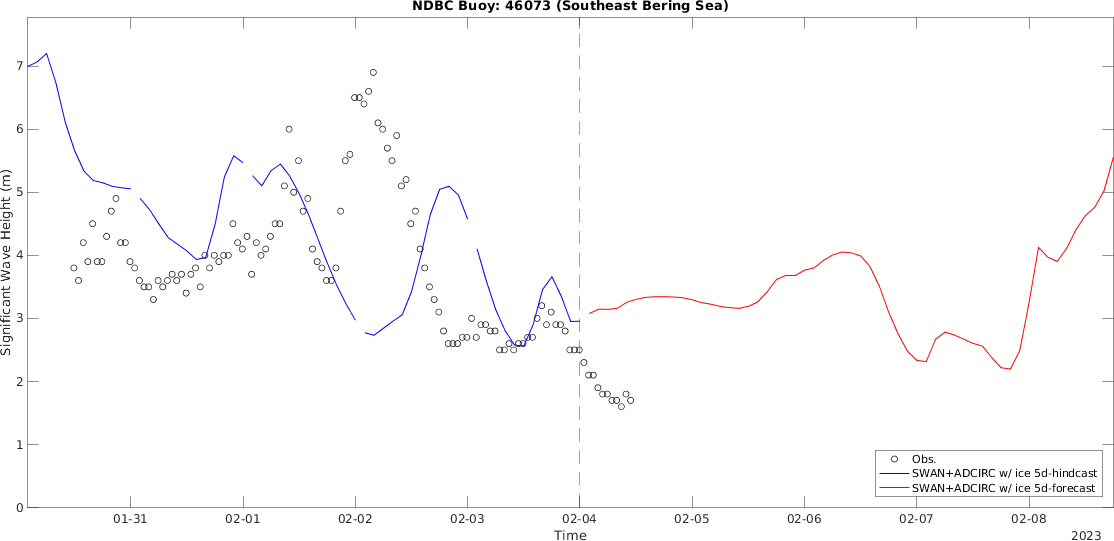 NDBC Buoy: 46073 (Southeast Bering Sea)
Significant Wave Height (m)
7
6
5
4
3
2
1
0
01-31 02-01 02-02 02-03 02-04 02-05 02-06 02-07 02-08
Time
2023
Obs.
SWAN+ADCIRC w/ ice 5d-hindcast
SWAN+ADCIRC w/ ice 5d-forecast